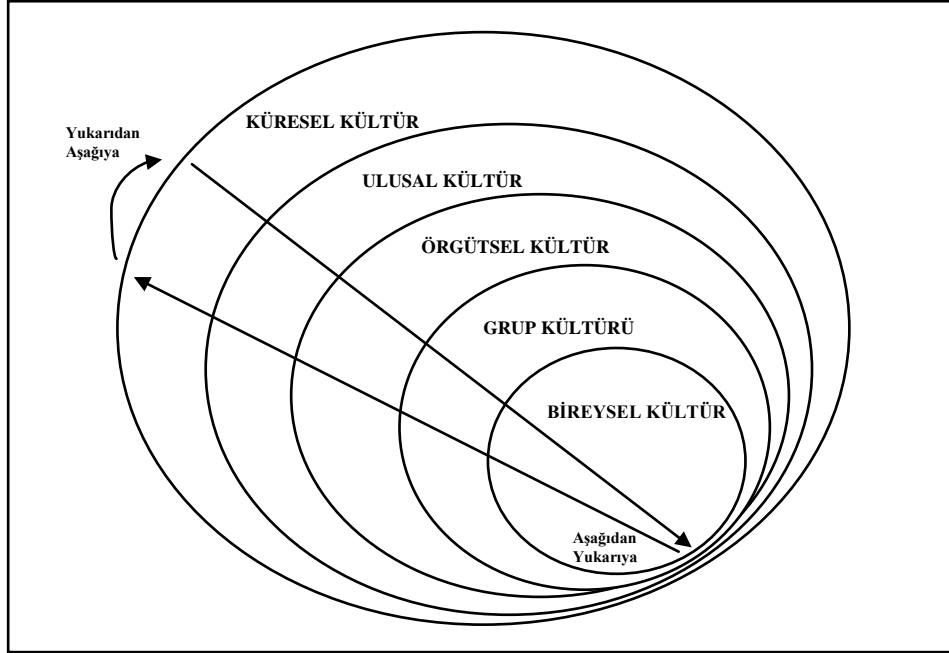 KÜRESEL KÜLTÜR
Yukarıdan
Aşağıya
ULUSAL KÜLTÜR
ÖRGÜTSEL KÜLTÜR
GRUP KÜLTÜRÜ
BİREYSEL KÜLTÜR
Aşağıdan
Yukarıya